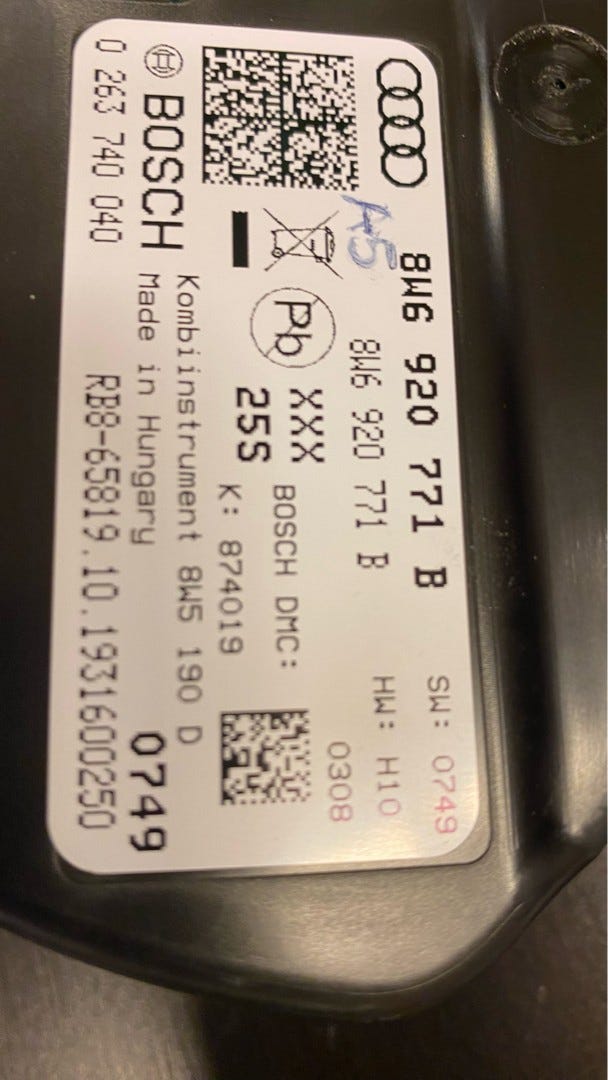 8W6 920 771 B
SW: 0749
A5
8W6 920 771 B
HW: H10
0308
Pb
XXX
25S
BOSCH DMC:
K: 874019
Kombiinstrument 8W5 190 D
BOSCH
Made in Hungary
0749
0 263 740 040
RB8-65819.10.1931600250